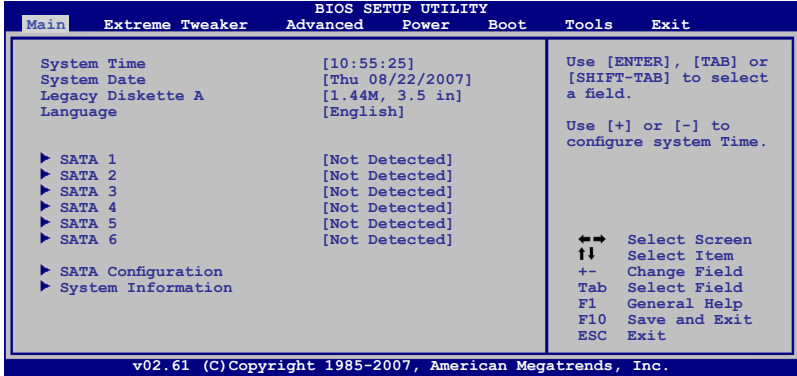 BIOS SETUP UTILITY
Main Extreme Tweaker Advanced Power Boot Tools Exit
System Time [10:55:25]
System Date [Thu 08/22/2007]
Legacy Diskette A [1.44M, 3.5 in]
Language [English]
SATA 1 [Not Detected]
SATA 2 [Not Detected]
SATA 3 [Not Detected]
SATA 4 [Not Detected]
SATA 5 [Not Detected]
SATA 6 [Not Detected]
SATA Configuration
System Information
Use [ENTER], [TAB] or
[SHIFT-TAB] to select
a field.
Use [+] or [-] to
configure system Time.
←→ Select Screen
↑↓ Select Item
+- Change Field
Tab Select Field
F1 General Help
F10 Save and Exit
ESC Exit
v02.61 (C)Copyright 1985-2007, American Megatrends, Inc.